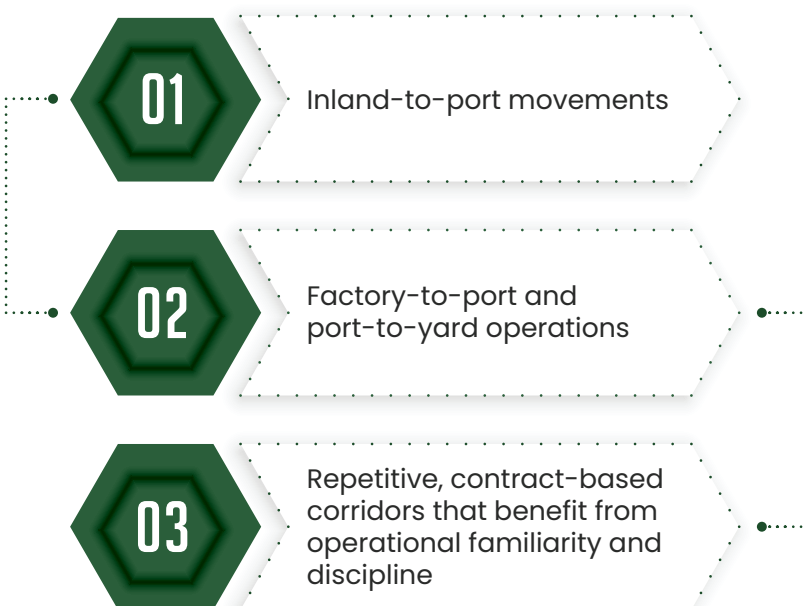 01
Inland-to-port movements
02
Factory-to-port and
port-to-yard operations
03
Repetitive, contract-based
corridors that benefit from
operational familiarity and
discipline